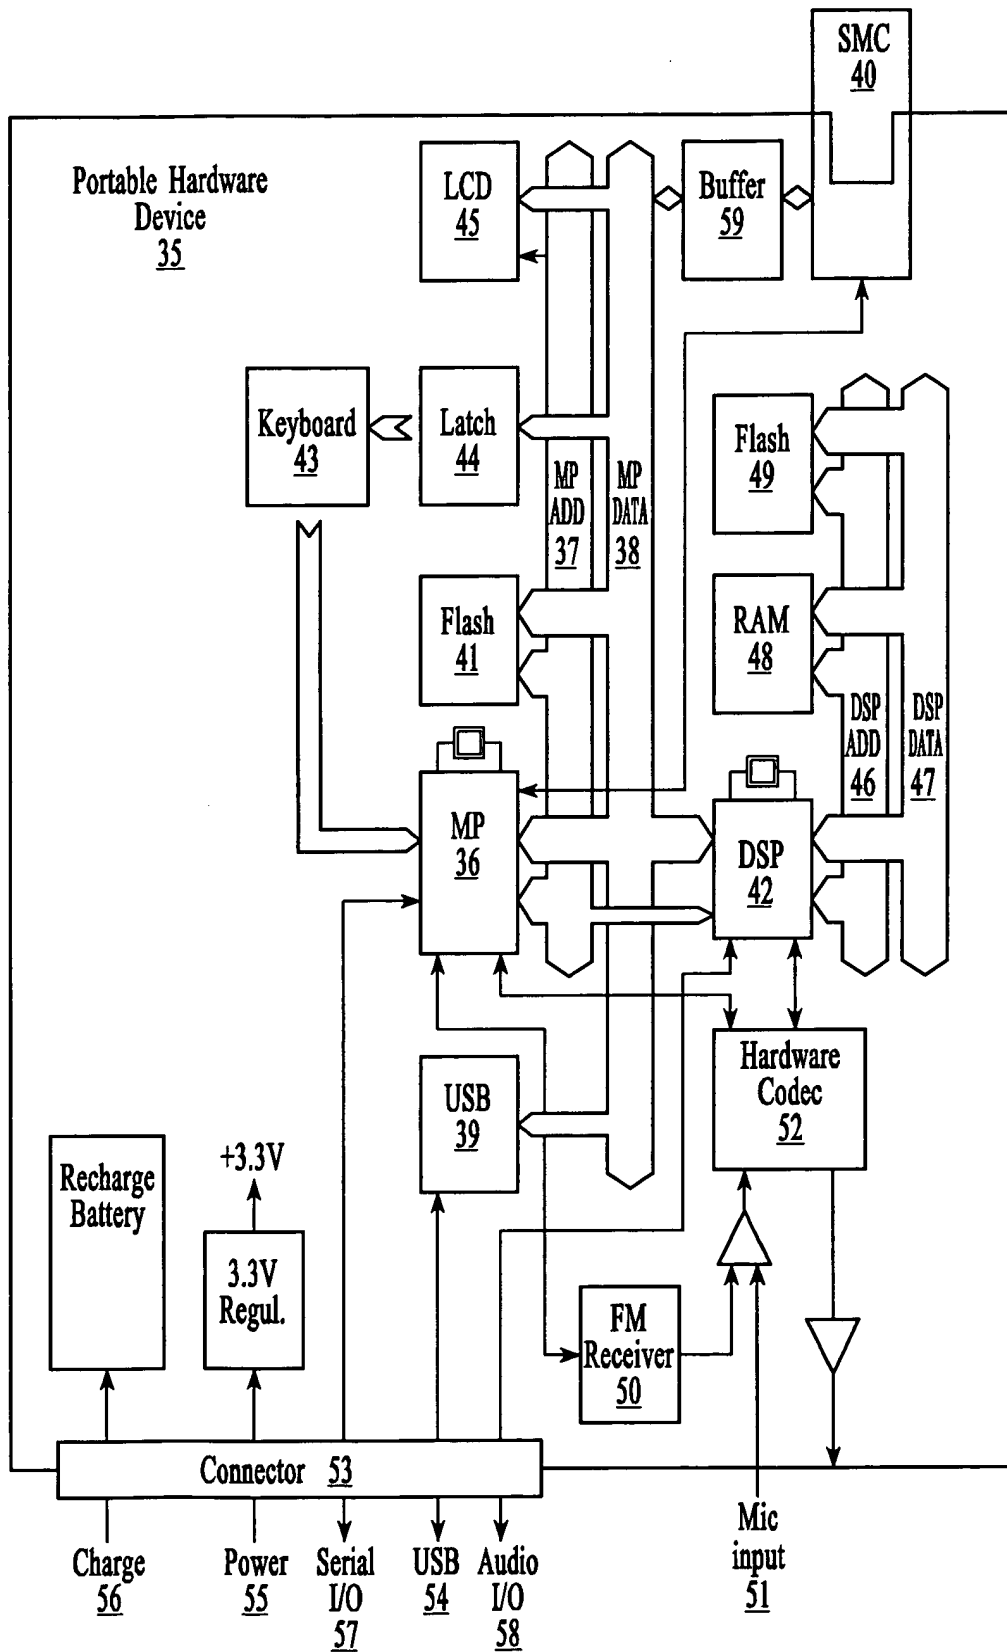 SMC
40
Portable Hardware
Device
35
LCD
45
Buffer
59
Keyboard
43
Latch
44
MP
ADD
37
MP
DATA
38
Flash
49
Flash
41
RAM
48
DSP
ADD
46
DSP
DATA
47
MP
36
DSP
42
USB
39
Hardware
Codec
52
Recharge
Battery
+3.3V
3.3V
Regul.
FM
Receiver
50
Connector 53
Charge
56
Power
55
Serial
I/O
57
USB
54
Audio
I/O
58
Mic
input
51